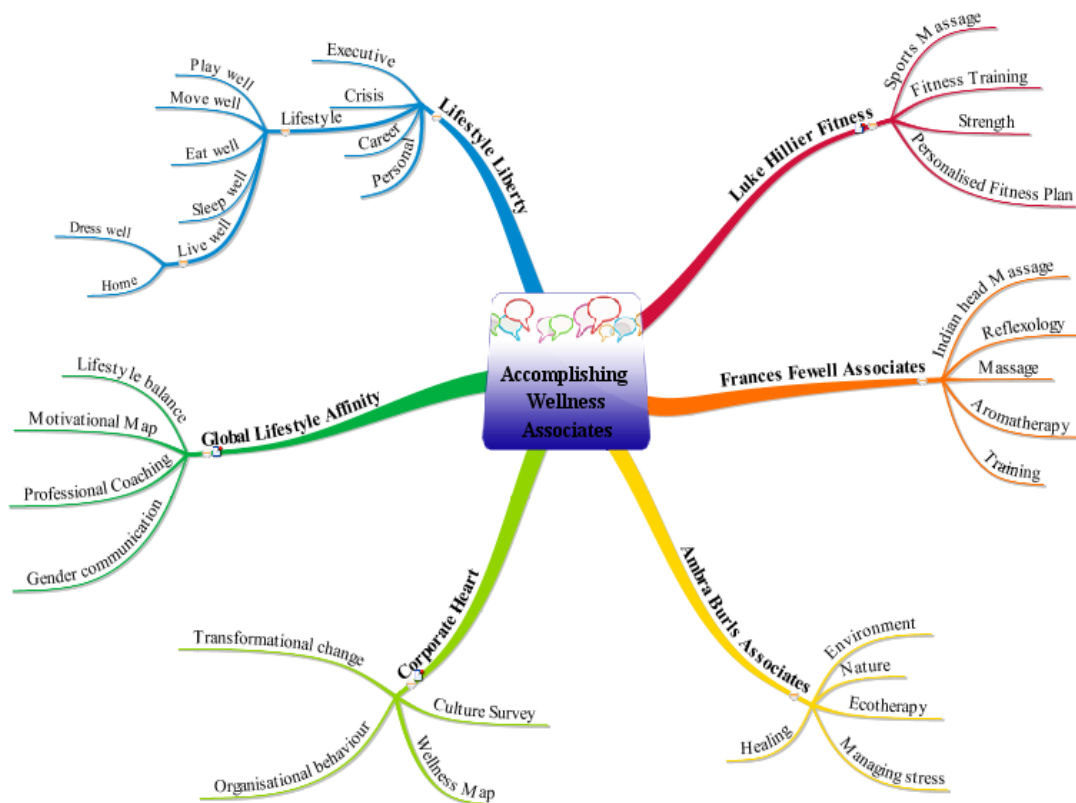 Accomplishing
Wellness
Associates
Luke Hillier Fitness
Sports Massage
Fitness Training
Strength
Personalised Fitness Plan
Frances Fewell Associates
Indian head Massage
Reflexology
Massage
Aromatherapy
Training
Ambra Burls Associates
Environment
Nature
Ecotherapy
Managing stress
Healing
Corporate Heart
Transformational change
Culture Survey
Wellness Map
Organisational behaviour
Global Lifestyle Affinity
Lifestyle balance
Motivational Map
Professional Coaching
Gender communication
Lifestyle Liberty
Executive
Crisis
Lifestyle
Career
Personal
Play well
Move well
Eat well
Sleep well
Live well
Dress well
Home